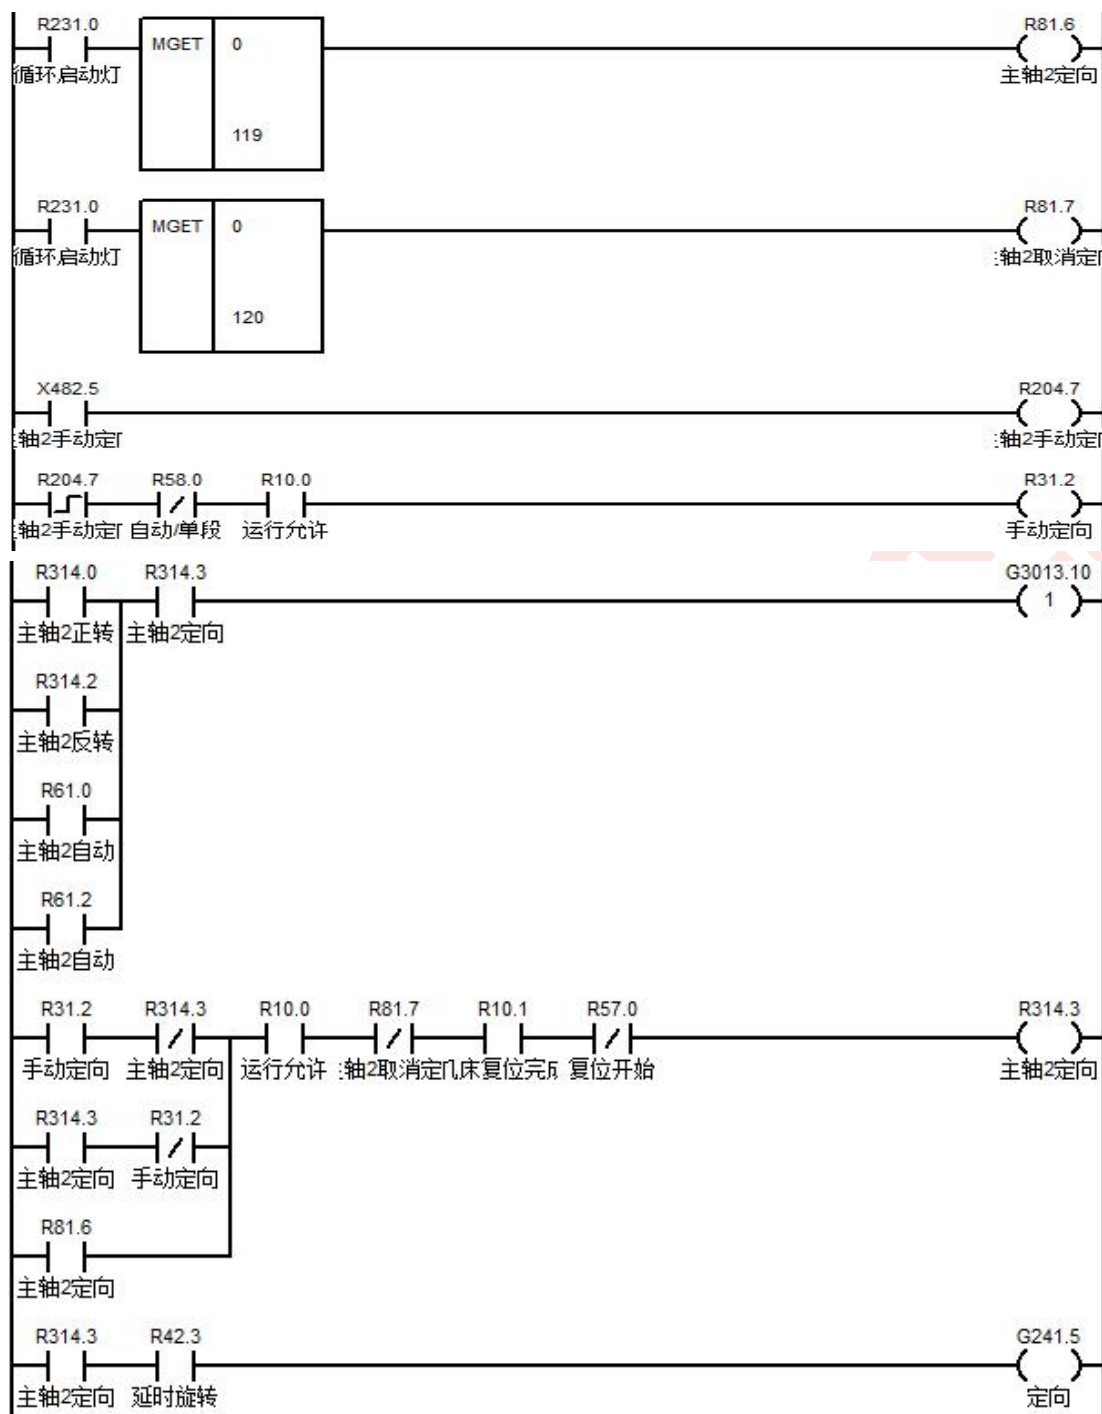 R231.0 R81.6
MGET 0
循环启动灯 主轴2定向
119
R231.0 R81.7
MGET 0
循环启动灯 轴2取消定
120
X482.5 R204.7
轴2手动定 轴2手动定
R204.7 R58.0 R10.0 R31.2
轴2手动定 自动/单段 运行允许 手动定向
R314.0 R314.3 G3013.10
1
主轴2正转 主轴2定向
R314.2
主轴2反转
R61.0
主轴2自动
R61.2
主轴2自动
R31.2 R314.3 R10.0 R81.7 R10.1 R57.0 R314.3
手动定向 主轴2定向 运行允许 轴2取消定 床复位完 复位开始 主轴2定向
R314.3 R31.2
主轴2定向 手动定向
R81.6
主轴2定向
R314.3 R42.3 G241.5
主轴2定向 延时旋转 定向